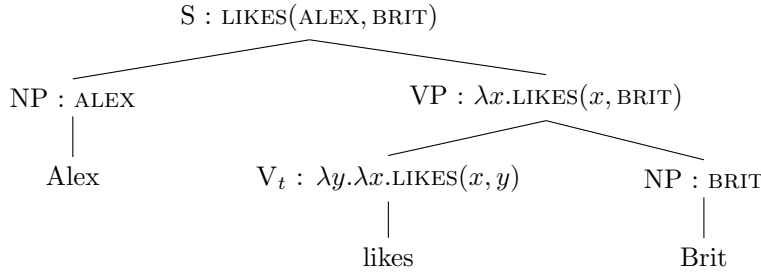 S : LIKES(ALEX, BRIT)
NP : ALEX VP : λx.LIKES(x, BRIT)
Alex V_t : λy.λx.LIKES(x, y) NP : BRIT
likes Brit